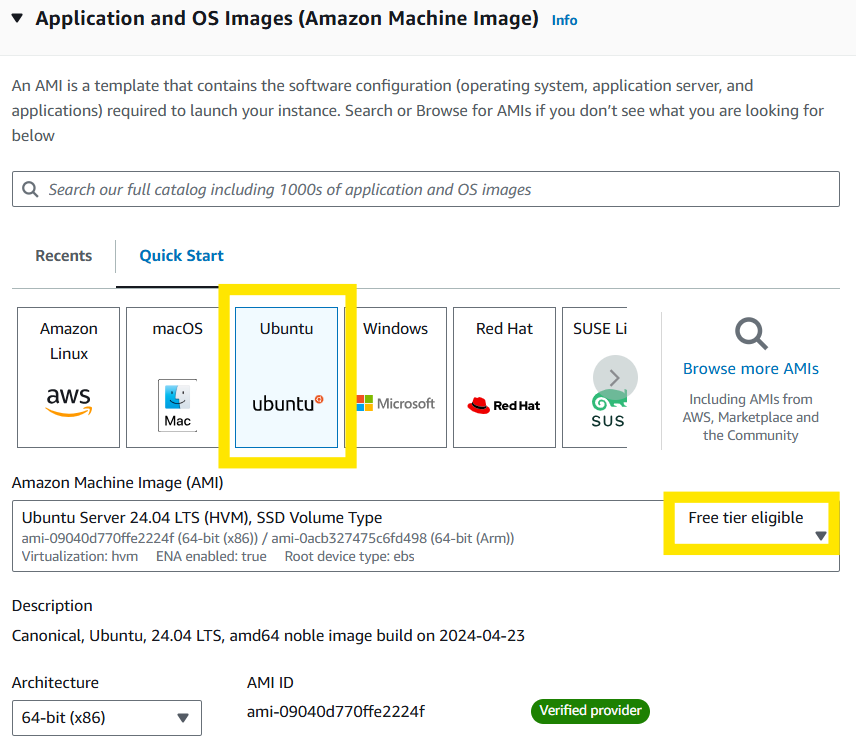 Application and OS Images (Amazon Machine Image) Info
An AMI is a template that contains the software configuration (operating system, application server, and
applications) required to launch your instance. Search or Browse for AMIs if you don’t see what you are looking for
below
Search our full catalog including 1000s of application and OS images
Recents
Quick Start
Amazon
Linux
aws
macOS
Mac
Ubuntu
ubuntu
Windows
Microsoft
Red Hat
Red Hat
SUSE Li
SUS
Browse more AMIs
Including AMIs from
AWS, Marketplace and
the Community
Amazon Machine Image (AMI)
Ubuntu Server 24.04 LTS (HVM), SSD Volume Type
Free tier eligible
ami-09040d770ffe2224f (64-bit (x86)) / ami-0acb327475c6fd498 (64-bit (Arm))
Virtualization: hvm ENA enabled: true Root device type: ebs
Description
Canonical, Ubuntu, 24.04 LTS, amd64 noble image build on 2024-04-23
Architecture
64-bit (x86)
AMI ID
ami-09040d770ffe2224f
Verified provider